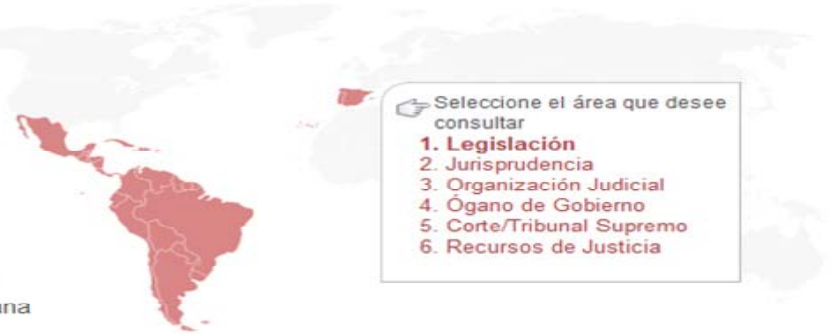 Seleccione el área que desee
consultar
1. Legislación
2. Jurisprudencia
3. Organización Judicial
4. Ógano de Gobierno
5. Corte/Tribunal Supremo
6. Recursos de Justicia